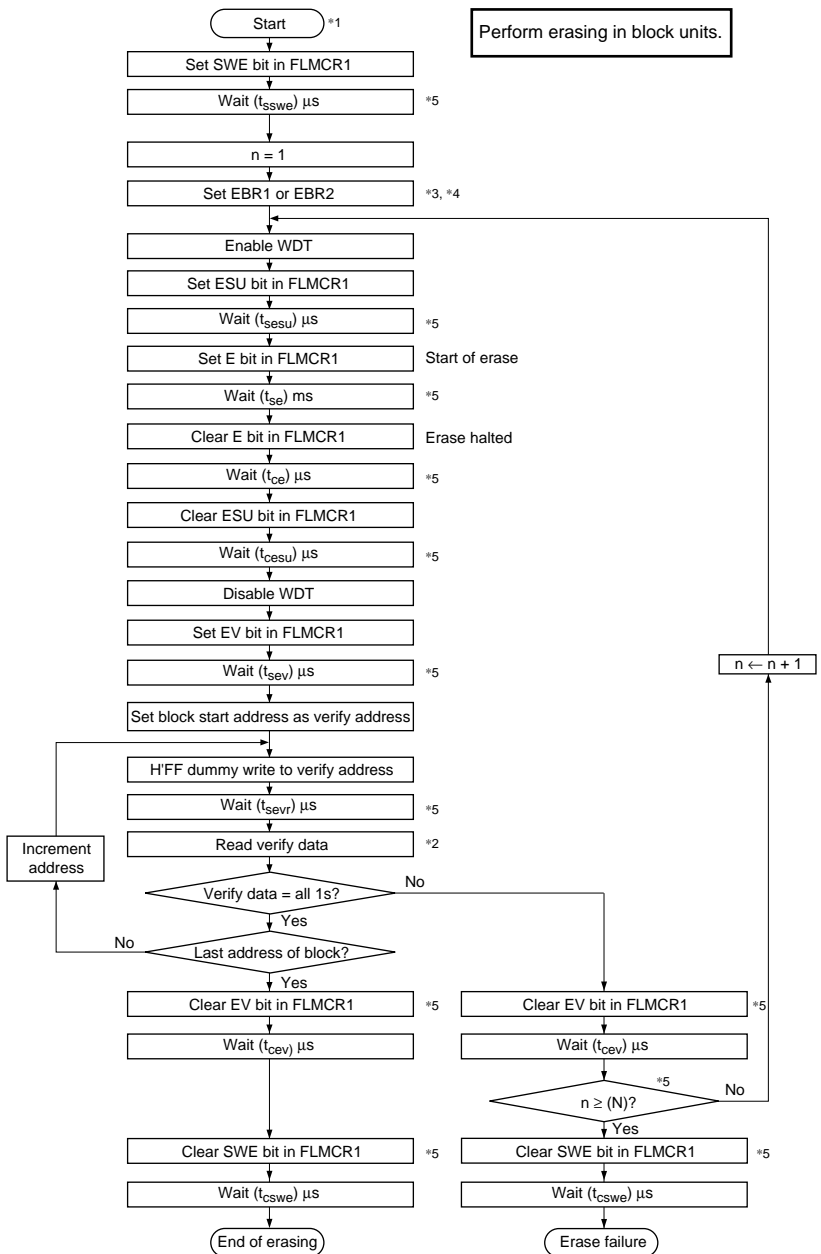 Start *1
Perform erasing in block units.
Set SWE bit in FLMCR1
Wait (tsswe) μs *5
n = 1
Set EBR1 or EBR2 *3, *4
Enable WDT
Set ESU bit in FLMCR1
Wait (tsesu) μs *5
Set E bit in FLMCR1 Start of erase
Wait (tse) ms *5
Clear E bit in FLMCR1 Erase halted
Wait (tce) μs *5
Clear ESU bit in FLMCR1
Wait (tcesu) μs *5
Disable WDT
Set EV bit in FLMCR1
n ← n + 1
Wait (tsev) μs *5
Set block start address as verify address
H'FF dummy write to verify address
Wait (tsevr) μs *5
Increment
address
Read verify data *2
Verify data = all 1s? No
Yes
No Last address of block?
Yes
Clear EV bit in FLMCR1 *5
Wait (tcev) μs
Clear SWE bit in FLMCR1 *5
Wait (tcswe) μs
End of erasing
Clear EV bit in FLMCR1 *5
Wait (tcev) μs
*5
n ≥ (N)? No
Yes
Clear SWE bit in FLMCR1 *5
Wait (tcswe) μs
Erase failure